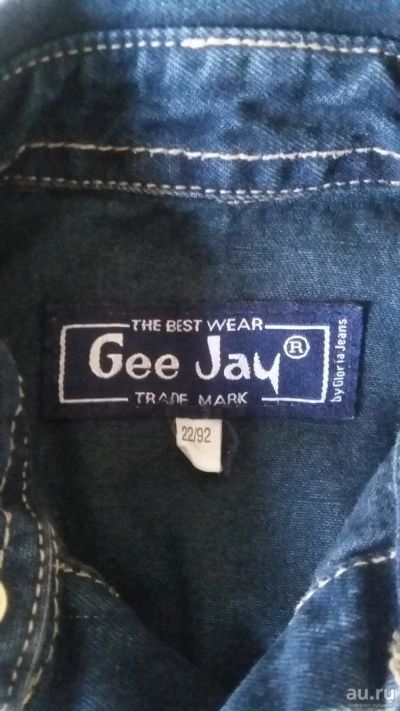 THE BEST WEAR
Gee Jay®
TRADE MARK
by Gloria Jeans
22/92
au.ru